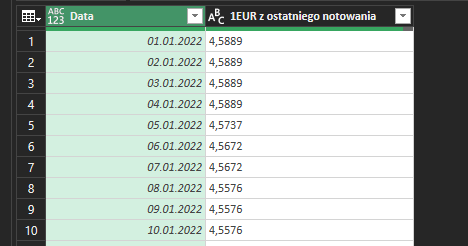 ABC 123 Data ABC 1EUR z ostatniego notowania
1 01.01.2022 4,5889
2 02.01.2022 4,5889
3 03.01.2022 4,5889
4 04.01.2022 4,5889
5 05.01.2022 4,5737
6 06.01.2022 4,5672
7 07.01.2022 4,5672
8 08.01.2022 4,5576
9 09.01.2022 4,5576
10 10.01.2022 4,5576